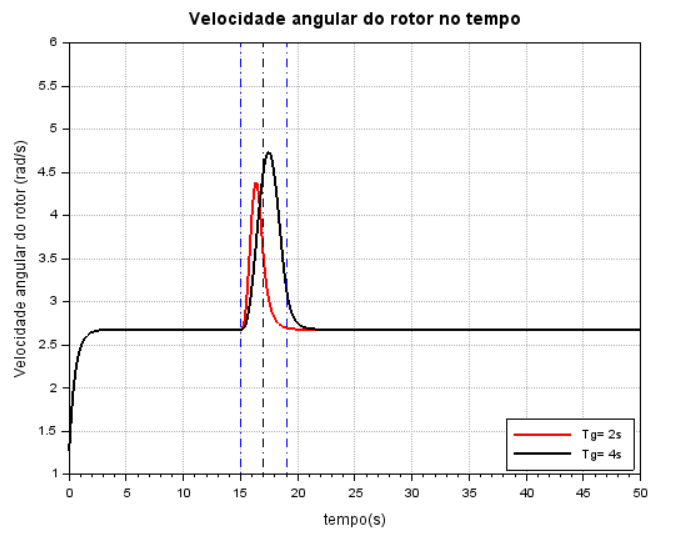 Velocidade angular do rotor no tempo
Velocidade angular do rotor (rad/s)
6
5.5
5
4.5
4
3.5
3
2.5
2
1.5
1
0 5 10 15 20 25 30 35 40 45 50
tempo(s)
Tg= 2s
Tg= 4s